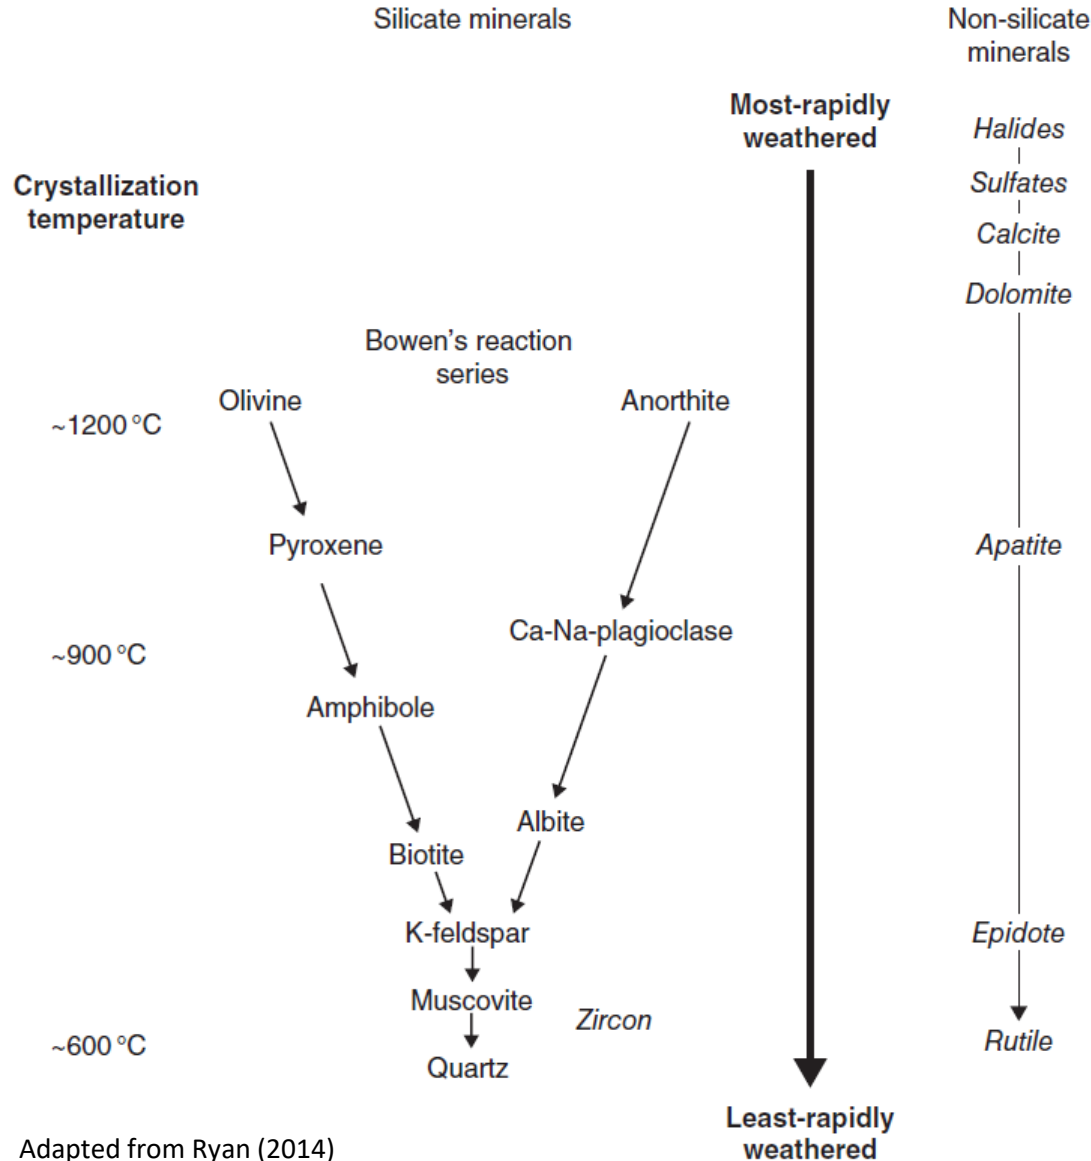 Silicate minerals
Non-silicate
minerals
Most-rapidly
weathered
Halides
Sulfates
Calcite
Dolomite
Crystallization
temperature
Bowen's reaction
series
Olivine
Anorthite
~1200 °C
Pyroxene
Apatite
Ca-Na-plagioclase
~900 °C
Amphibole
Albite
Biotite
K-feldspar
Epidote
Muscovite
Zircon
~600 °C
Rutile
Quartz
Least-rapidly
weathered
Adapted from Ryan (2014)